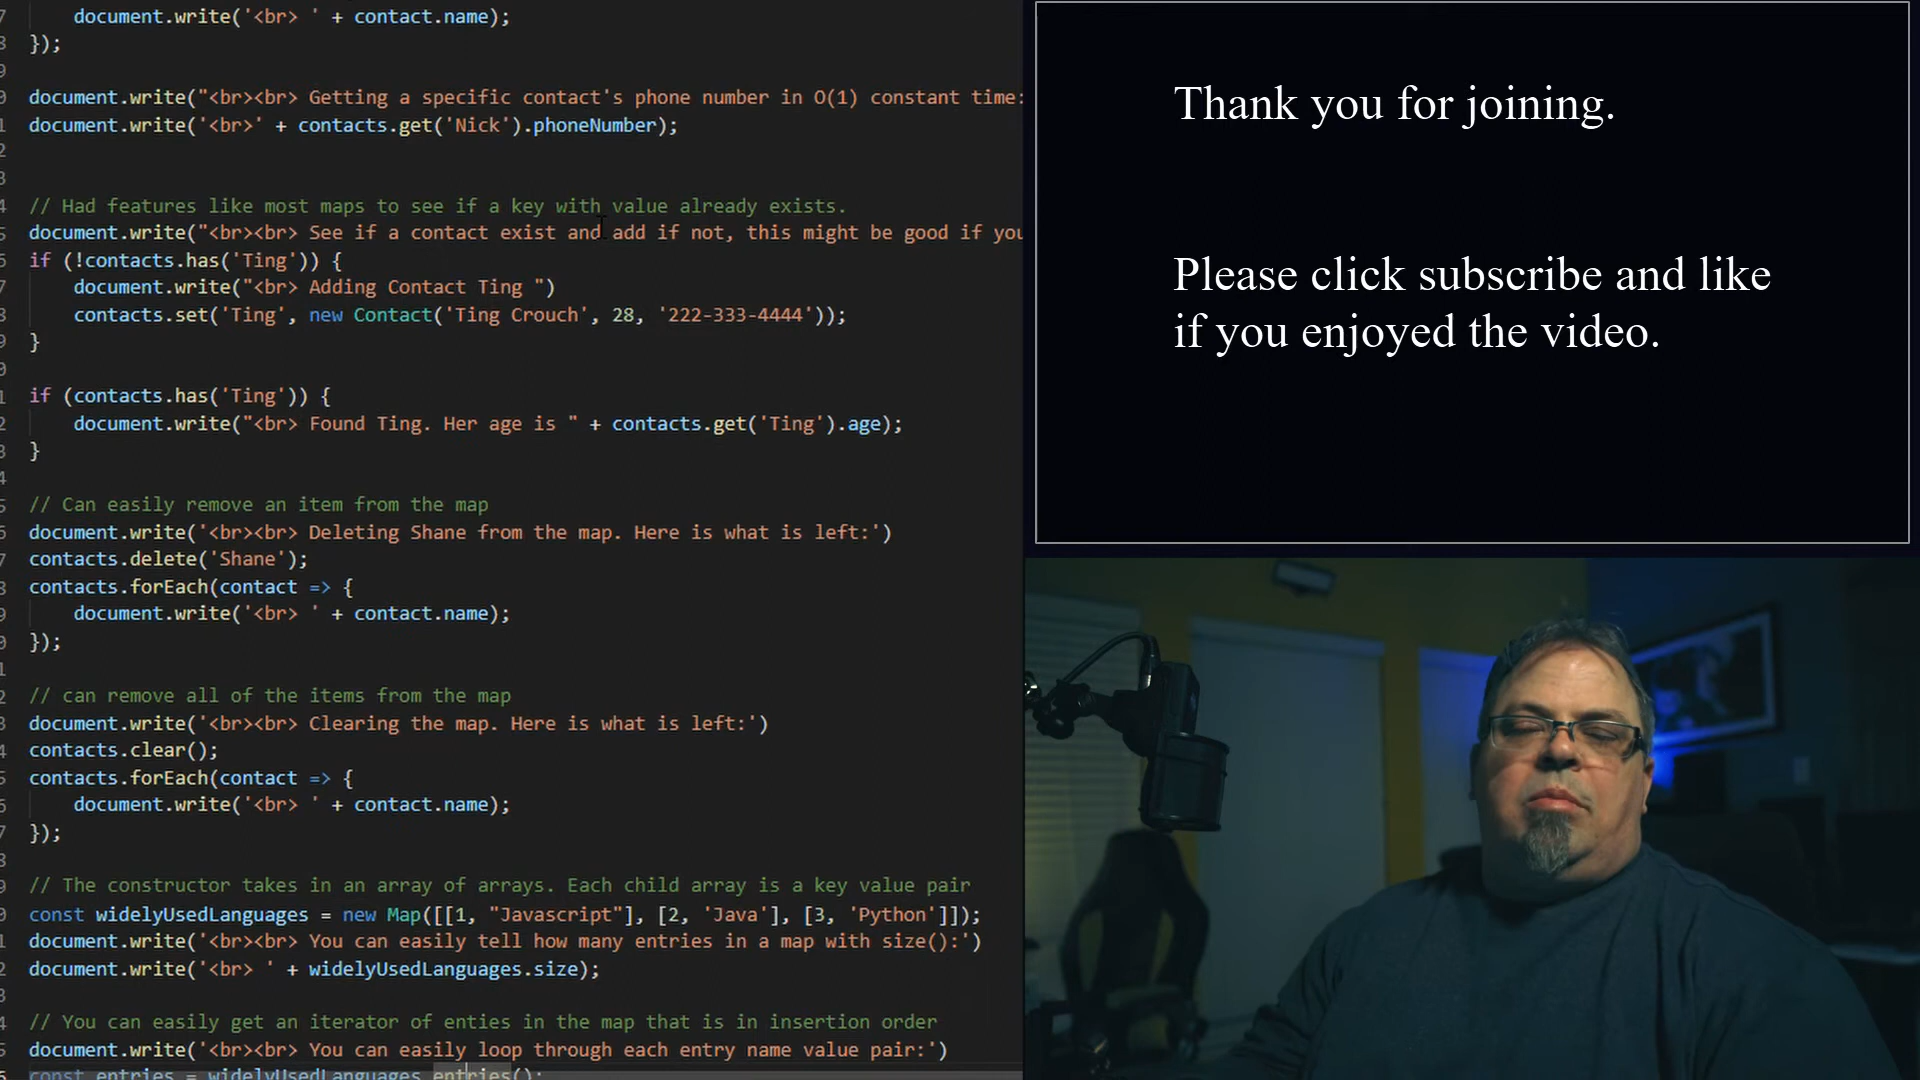 document.write('<br> ' + contact.name);
});
document.write("<br><br> Getting a specific contact's phone number in O(1) constant time:
document.write('<br>' + contacts.get('Nick').phoneNumber);
// Had features like most maps to see if a key with value already exists.
document.write("<br><br> See if a contact exist and add if not, this might be good if you
if (!contacts.has('Ting')) {
document.write("<br> Adding Contact Ting ")
contacts.set('Ting', new Contact('Ting Crouch', 28, '222-333-4444'));
}
if (contacts.has('Ting')) {
document.write("<br> Found Ting. Her age is " + contacts.get('Ting').age);
}
// Can easily remove an item from the map
document.write('<br><br> Deleting Shane from the map. Here is what is left:')
contacts.delete('Shane');
contacts.forEach(contact => {
document.write('<br> ' + contact.name);
});
// can remove all of the items from the map
document.write('<br><br> Clearing the map. Here is what is left:')
contacts.clear();
contacts.forEach(contact => {
document.write('<br> ' + contact.name);
});
// The constructor takes in an array of arrays. Each child array is a key value pair
const widelyUsedLanguages = new Map([[1, "Javascript"], [2, 'Java'], [3, 'Python']]);
document.write('<br><br> You can easily tell how many entries in a map with size():')
document.write('<br> ' + widelyUsedLanguages.size);
// You can easily get an iterator of enties in the map that is in insertion order
document.write('<br><br> You can easily loop through each entry name value pair:')
const entries = widelyUsedLanguages.entries();
Thank you for joining.
Please click subscribe and like
if you enjoyed the video.